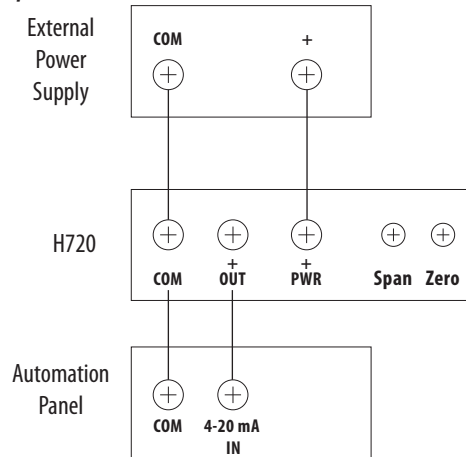 External
Power
Supply
COM +
H720
COM + OUT + PWR Span Zero
Automation
Panel
COM 4-20 mA
IN